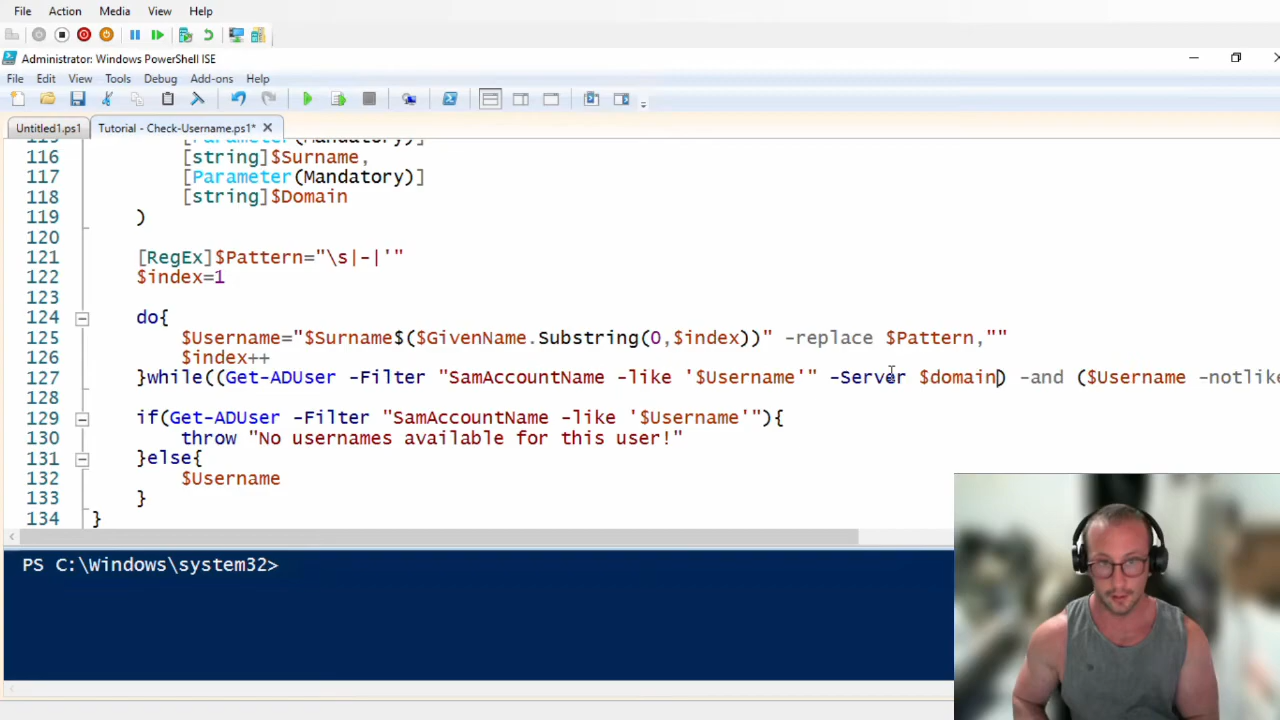 File Action Media View Help
Administrator: Windows PowerShell ISE
File Edit View Tools Debug Add-ons Help
Untitled1.ps1 Tutorial - Check-Username.ps1*
115 [Parameter(Mandatory)]
116 [string]$Surname,
117 [Parameter(Mandatory)]
118 [string]$Domain
119 )
120
121 [RegEx]$Pattern="\s|-|'"
122 $index=1
123
124 do{
125 $Username="$Surname$($GivenName.Substring(0,$index))" -replace $Pattern,""
126 $index++
127 }while((Get-ADUser -Filter "SamAccountName -like '$Username'" -Server $domain) -and ($Username -notlike
128
129 if(Get-ADUser -Filter "SamAccountName -like '$Username'"){
130 throw "No usernames available for this user!"
131 }else{
132 $Username
133 }
134 }
PS C:\Windows\system32>